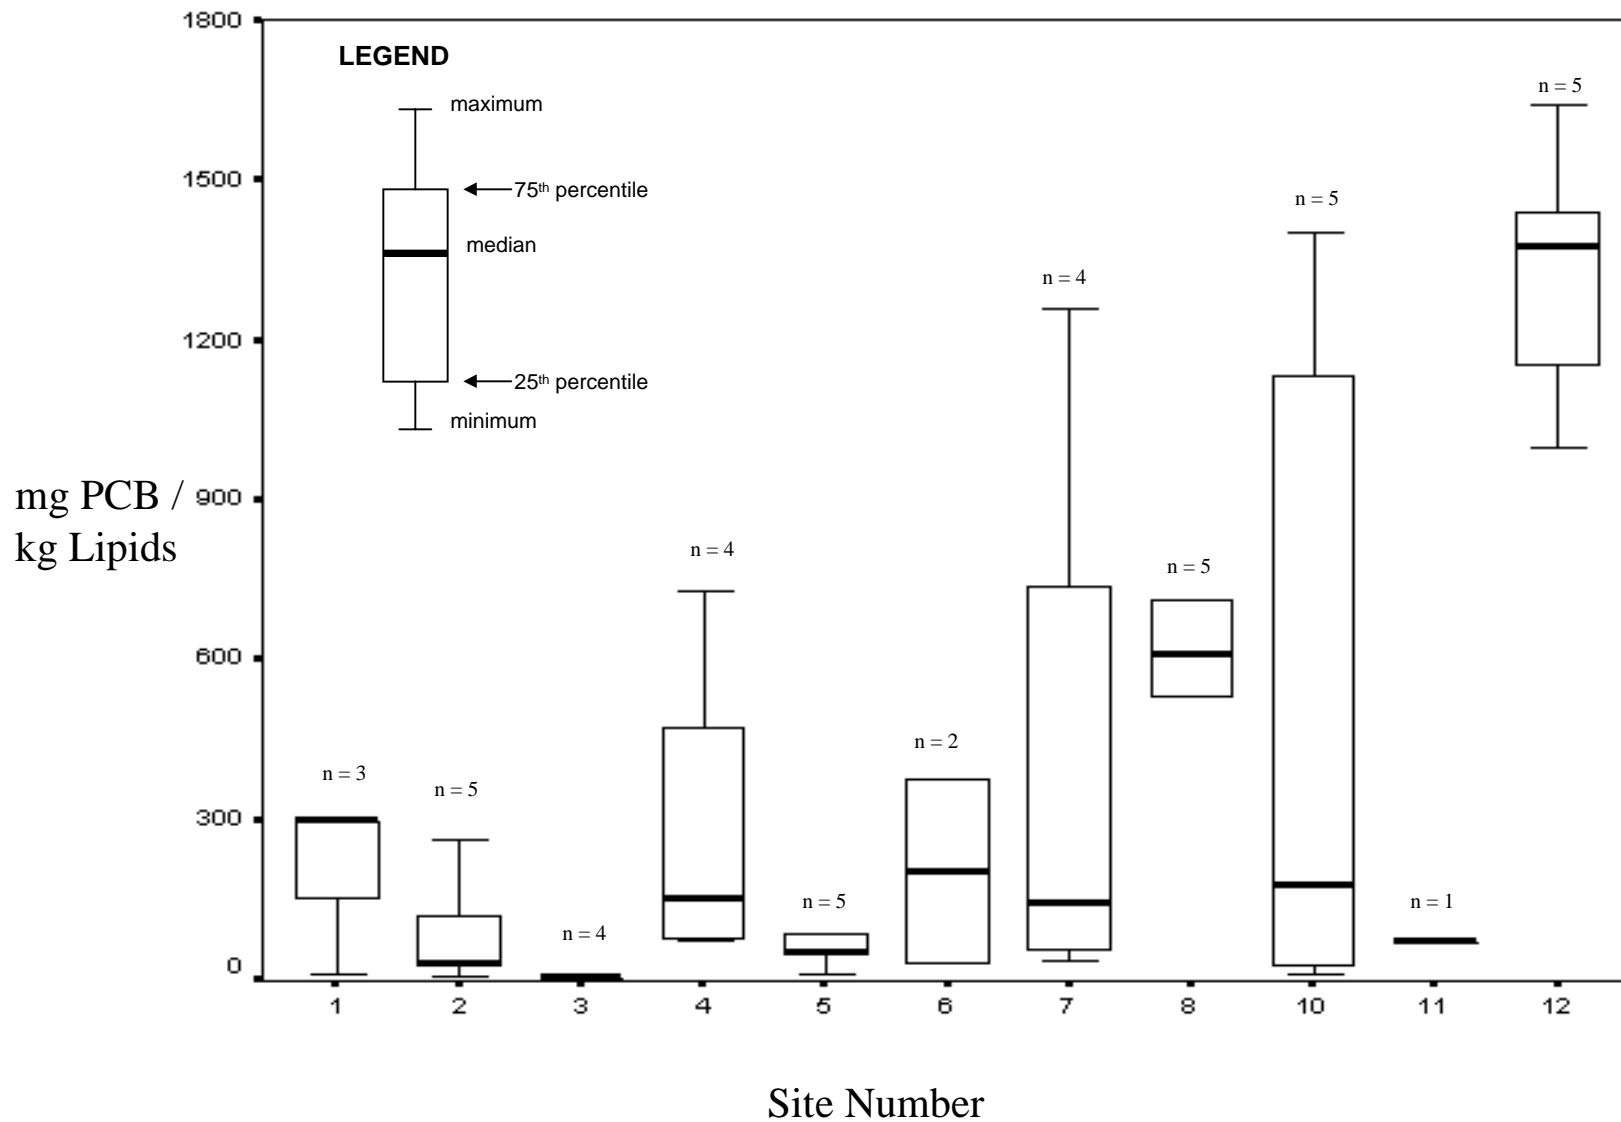 1800
LEGEND
maximum
n = 5
1500
75th percentile
n = 5
median
n = 4
1200
25th percentile
minimum
mg PCB /
kg Lipids
900
n = 4
n = 5
600
n = 2
n = 3
n = 5
300
n = 5
n = 1
n = 4
0
1 2 3 4 5 6 7 8 10 11 12
Site Number